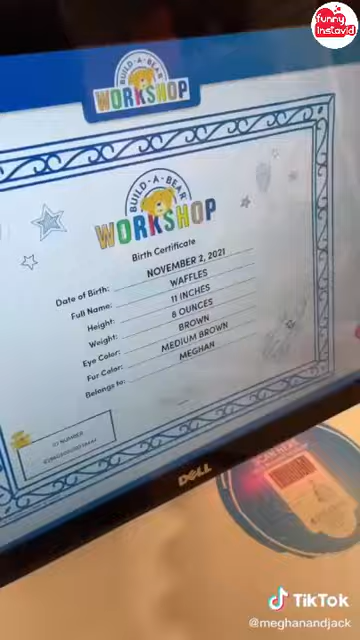 funny
instavid
BUILD-A-BEAR
WORKSHOP
BUILD-A-BEAR
WORKSHOP
Birth Certificate
Date of Birth: NOVEMBER 2, 2021
Full Name: WAFFLES
Height: 11 INCHES
Weight: 8 OUNCES
Eye Color: BROWN
Fur Color: MEDIUM BROWN
Belongs to: MEGHAN
ID NUMBER
DELL
TikTok
@meghanandjack